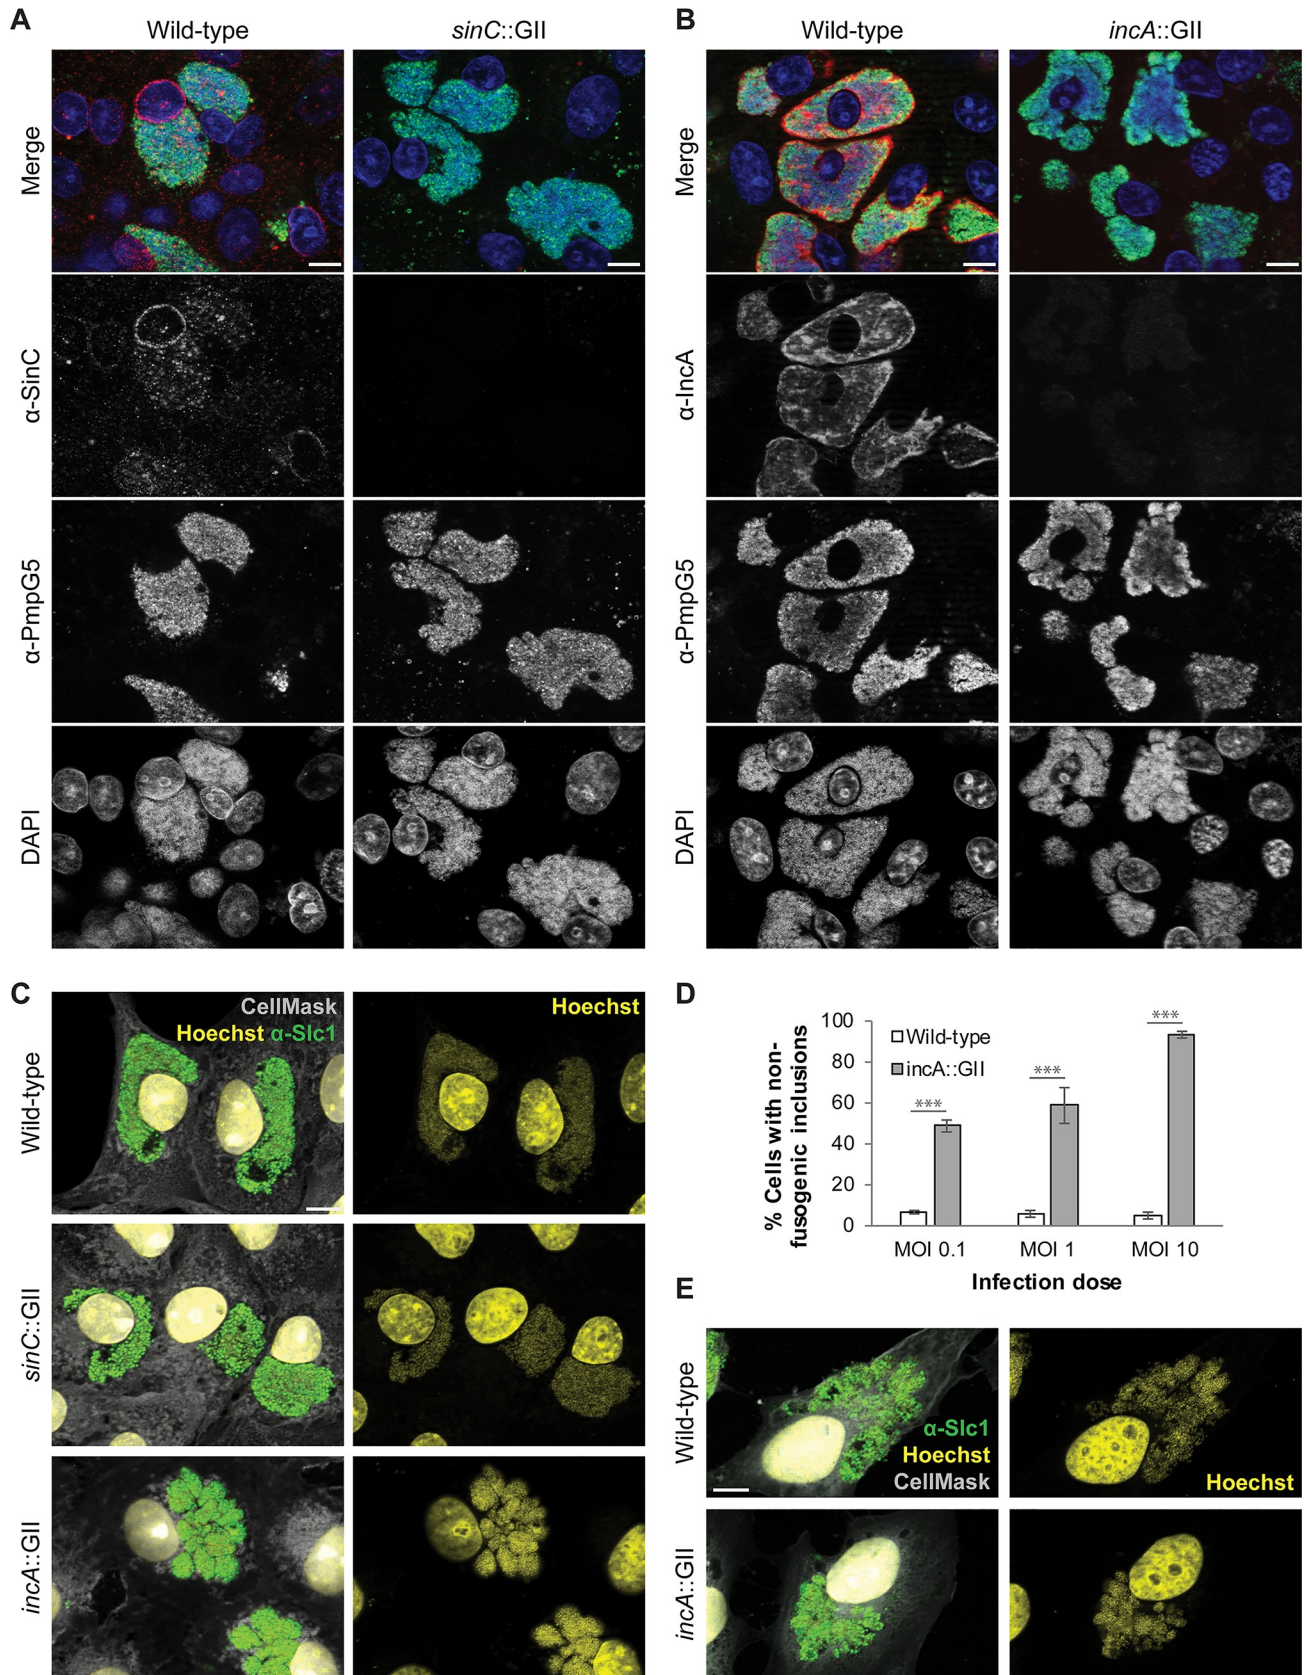 A
Wild-type
sinC::GII
Merge
α-SinC
α-PmpG5
DAPI
B
Wild-type
incA::GII
Merge
α-IncA
α-PmpG5
DAPI
C
CellMask
Hoechst α-Slc1
Hoechst
Wild-type
sinC::GII
incA::GII
D
% Cells with non-
fusogenic inclusions
100
80
60
40
20
0
Wild-type
incA::GII
***
***
***
MOI 0.1
MOI 1
MOI 10
Infection dose
E
Wild-type
α-Slc1
Hoechst
CellMask
Hoechst
incA::GII